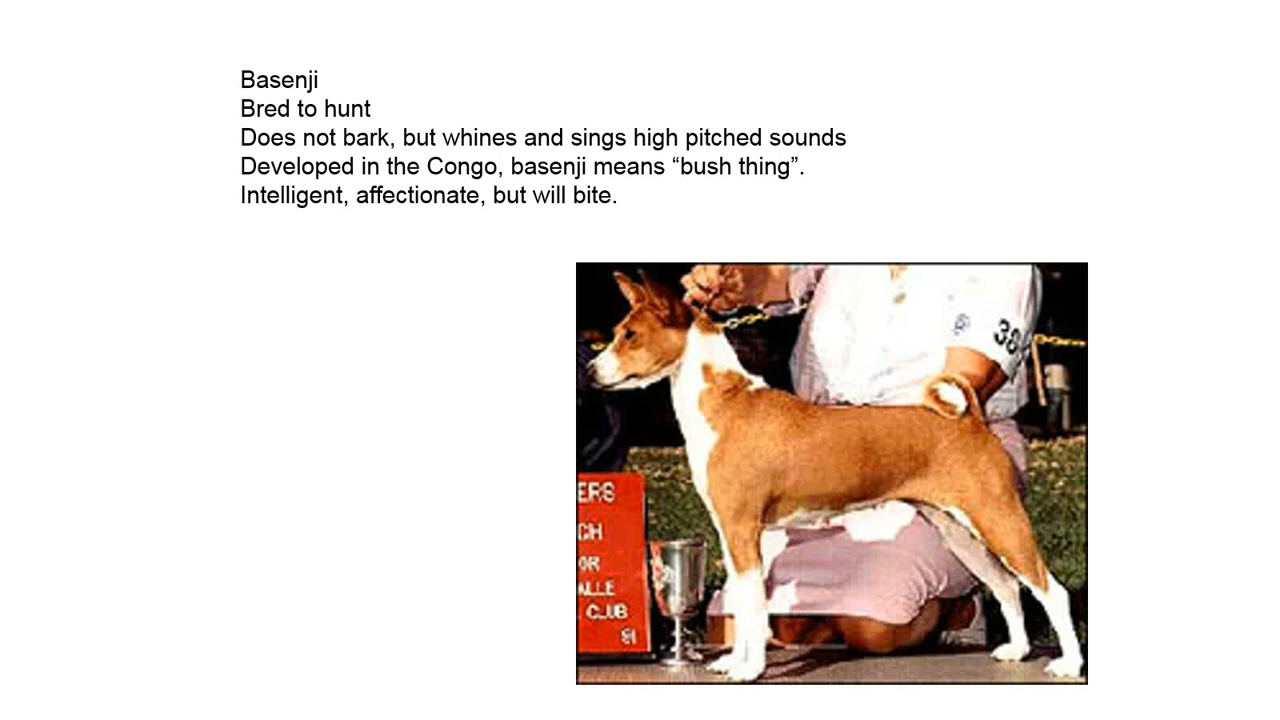 Basenji
Bred to hunt
Does not bark, but whines and sings high pitched sounds
Developed in the Congo, basenji means “bush thing”.
Intelligent, affectionate, but will bite.
ERS
CH
OR
ALLE
CLUB
81